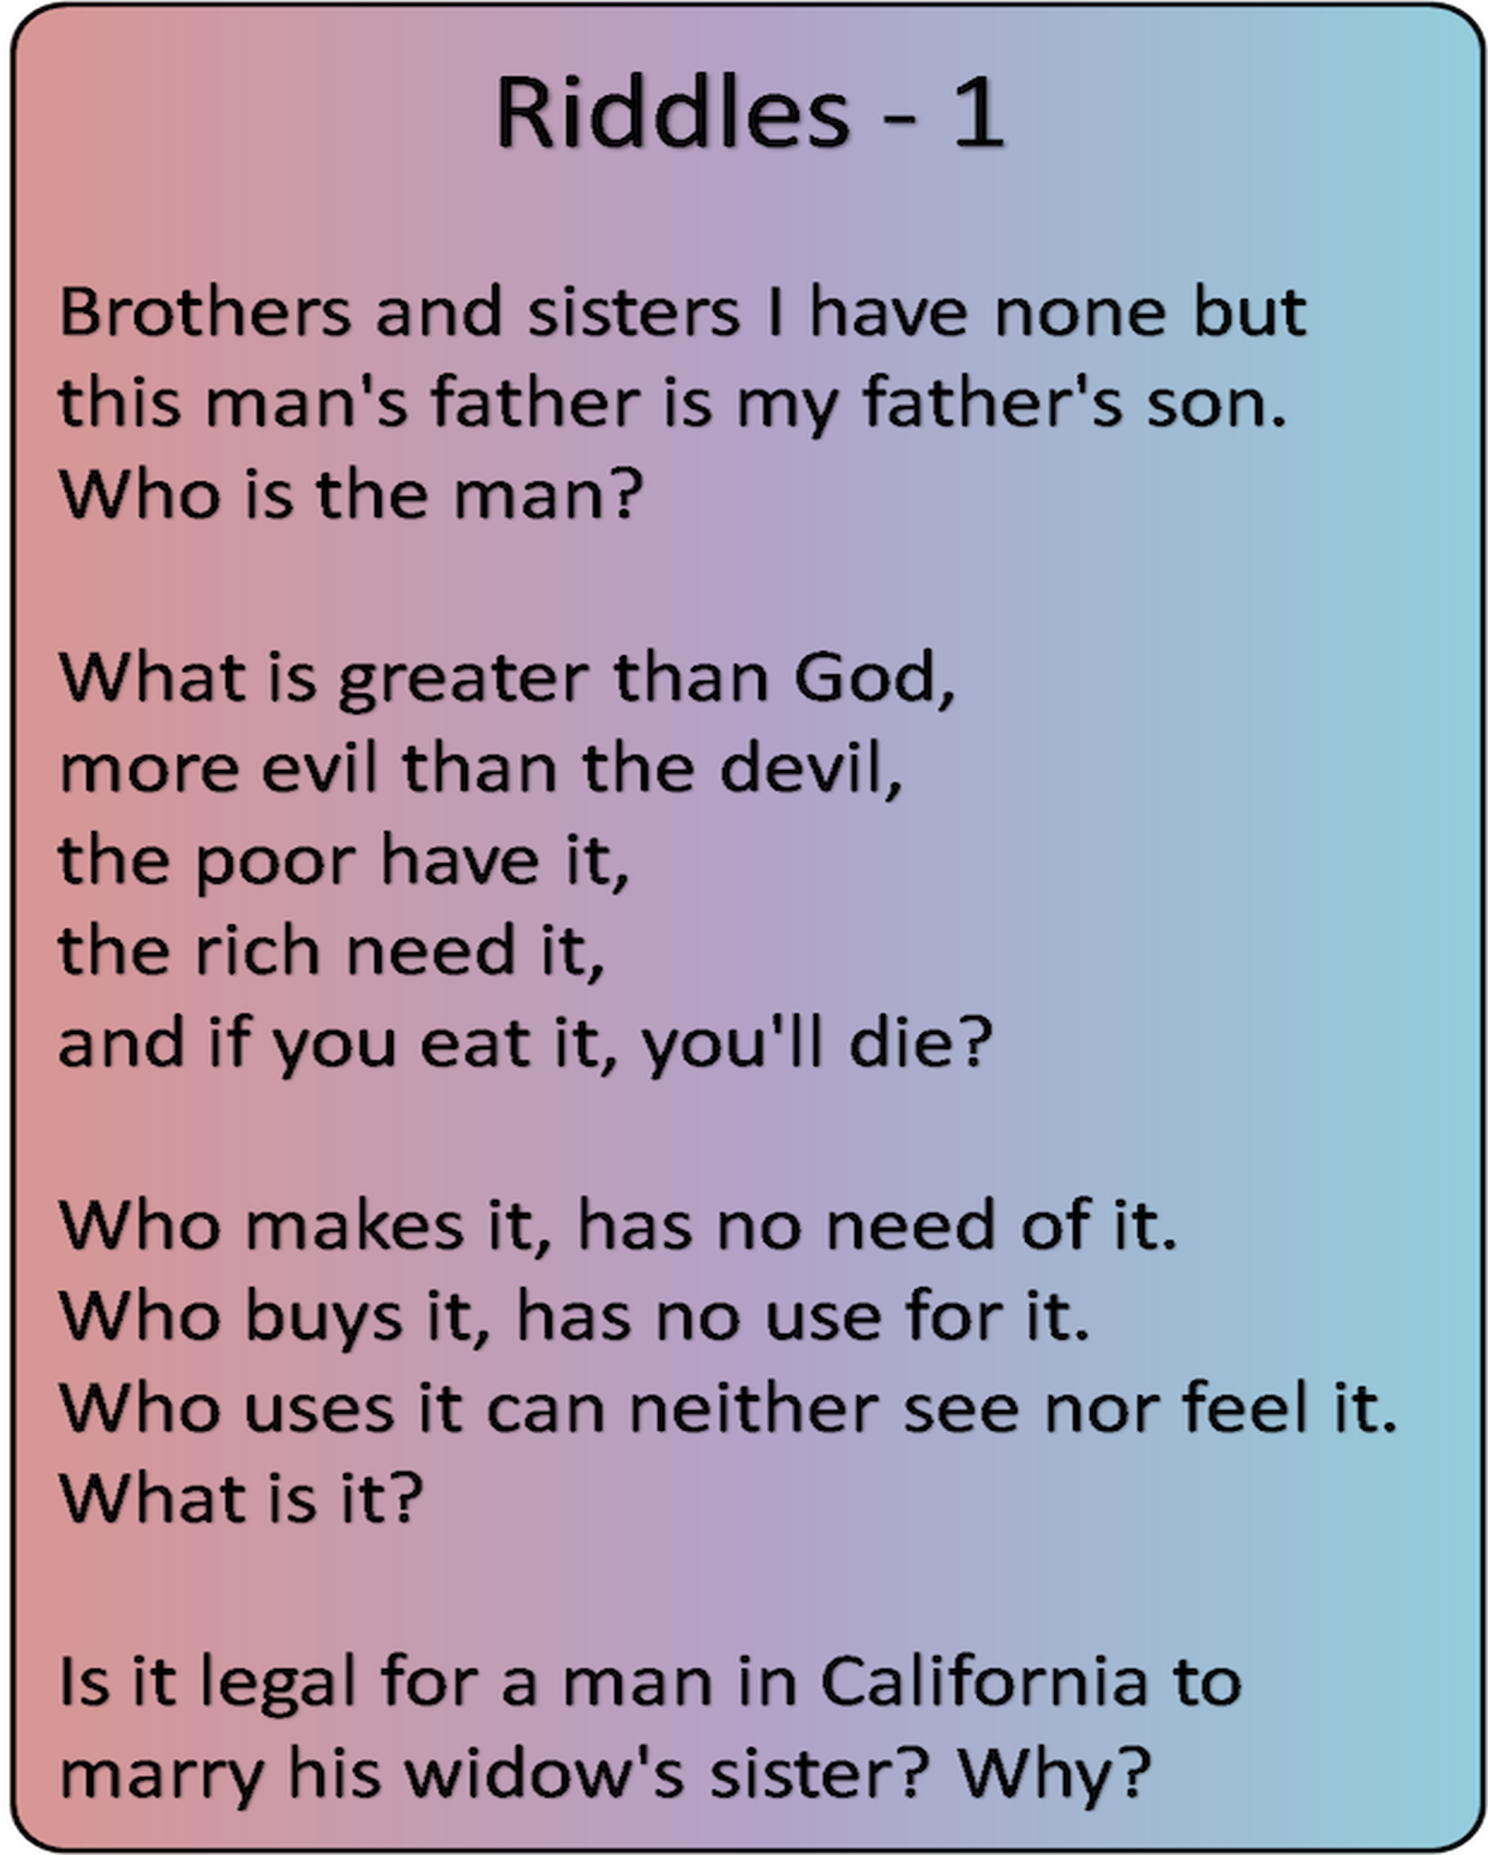 Riddles - 1
Brothers and sisters I have none but
this man's father is my father's son.
Who is the man?
What is greater than God,
more evil than the devil,
the poor have it,
the rich need it,
and if you eat it, you'll die?
Who makes it, has no need of it.
Who buys it, has no use for it.
Who uses it can neither see nor feel it.
What is it?
Is it legal for a man in California to
marry his widow's sister? Why?